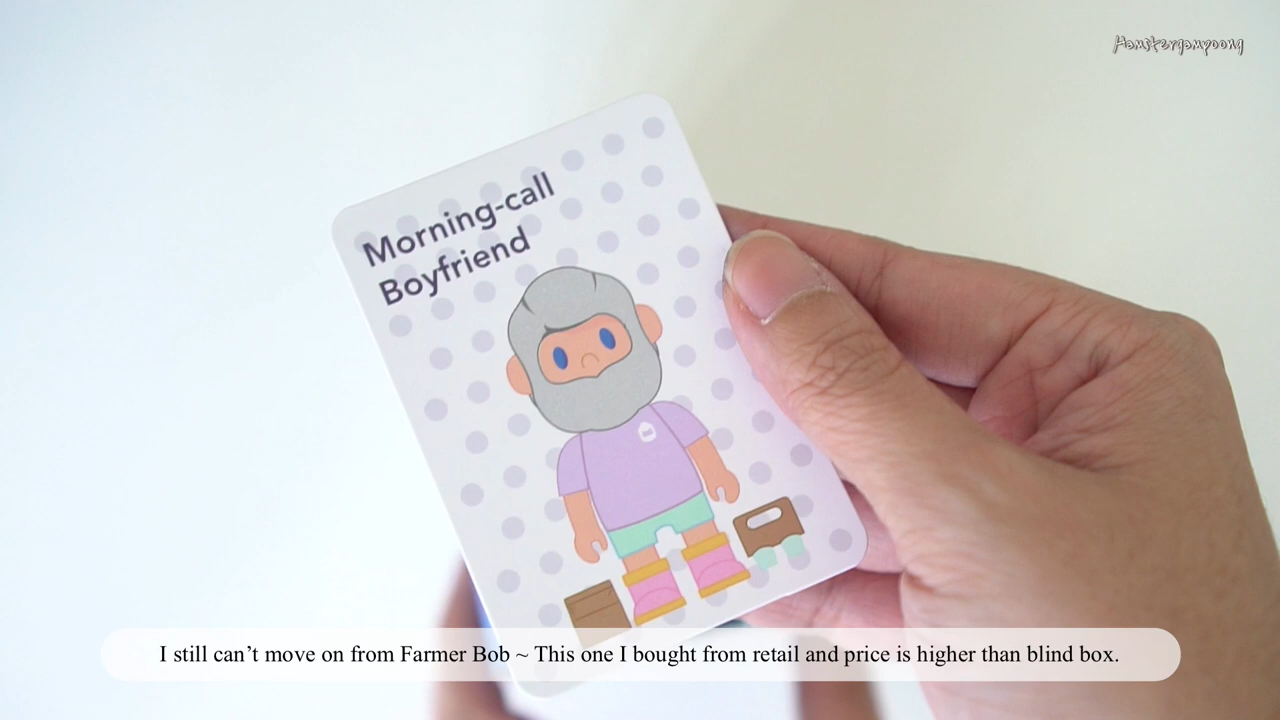 Hamstergompoong
Morning-call
Boyfriend
I still can’t move on from Farmer Bob ~ This one I bought from retail and price is higher than blind box.